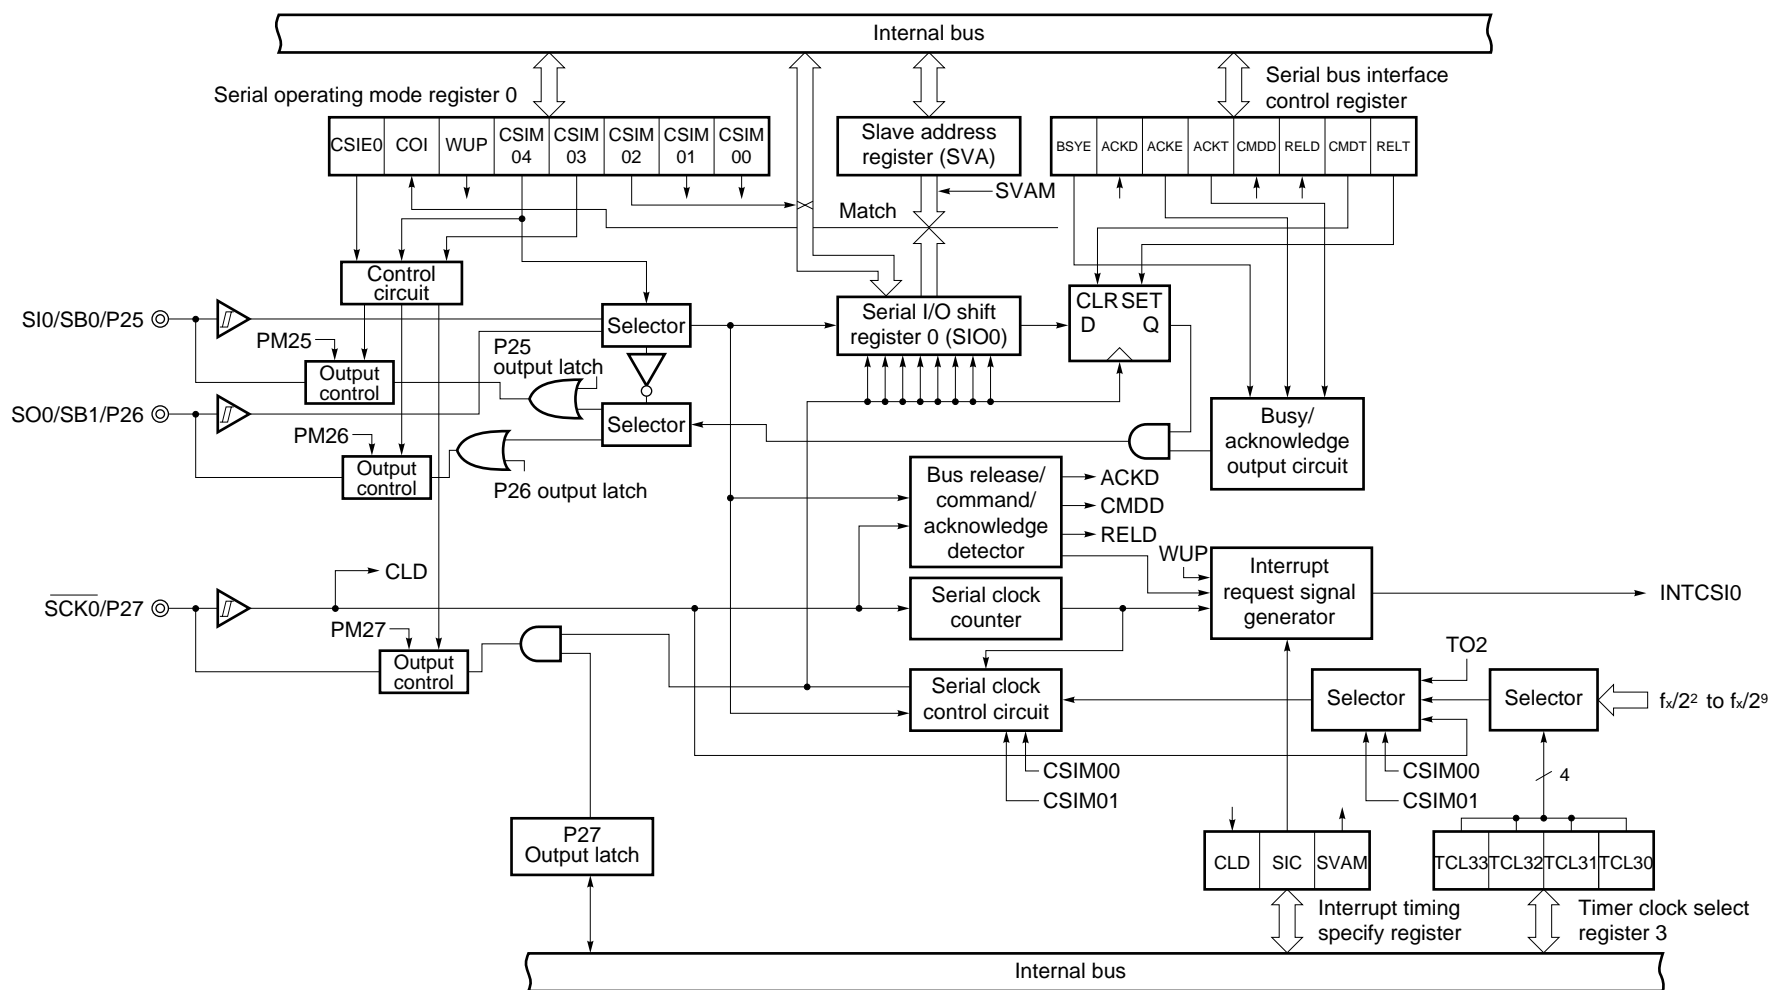 Internal bus
Serial operating mode register 0
Serial bus interface
control register
CSIE0 COI WUP CSIM 04 CSIM 03 CSIM 02 CSIM 01 CSIM 00
Slave address
register (SVA)
BSYE ACKD ACKE ACKT CMDD RELD CMDT RELT
SVAM
Match
Control
circuit
SI0/SB0/P25
Selector
Serial I/O shift
register 0 (SIO0)
CLR SET
D Q
PM25
Output
control
P25
output latch
SO0/SB1/P26
Selector
Busy/
acknowledge
output circuit
PM26
Output
control
P26 output latch
Bus release/
command/
acknowledge
detector
ACKD
CMDD
RELD
WUP
CLD
Interrupt
request signal
generator
INTCSI0
SCK0/P27
Serial clock
counter
PM27
Output
control
TO2
Serial clock
control circuit
Selector
Selector
fx/2² to fx/2⁹
CSIM00
CSIM01
CSIM00
CSIM01
4
P27
Output latch
CLD SIC SVAM
TCL33 TCL32 TCL31 TCL30
Interrupt timing
specify register
Timer clock select
register 3
Internal bus